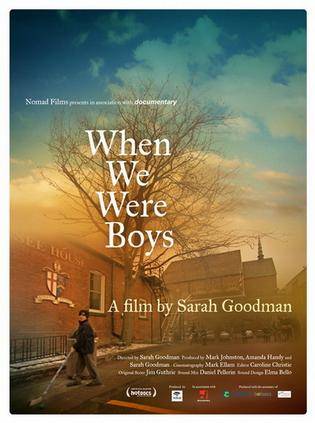 Nomad Films presents in association with documentary
When
We
Were
Boys
A film by Sarah Goodman
Directed by Sarah Goodman Produced by Mark Johnston, Amanda Handy and
Sarah Goodman Cinematography Mark Ellam Editor Caroline Christie
Original Score Jim Guthrie Sound Mix Daniel Pellerin Sound Design Elma Bello